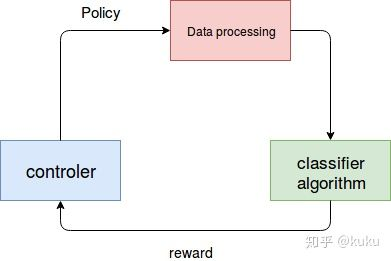 Policy
Data processing
controler
classifier
algorithm
reward
知乎 @kuku